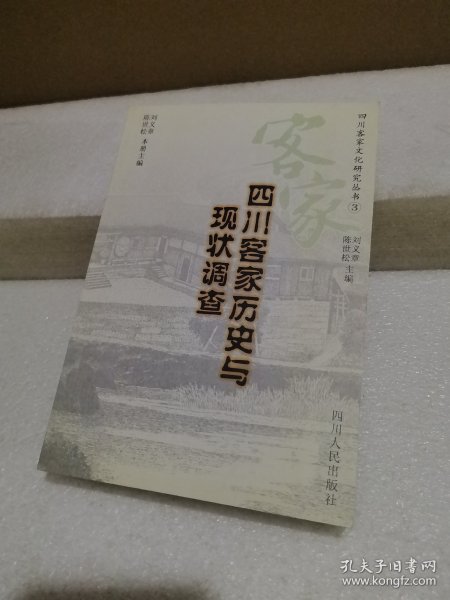 四川客家文化研究丛书③
刘义章
陈世松 主编
客家
四川客家历史与
现状调查
刘义章
陈世松 本册主编
四川人民出版社
孔夫子旧书网
www.kongfz.com